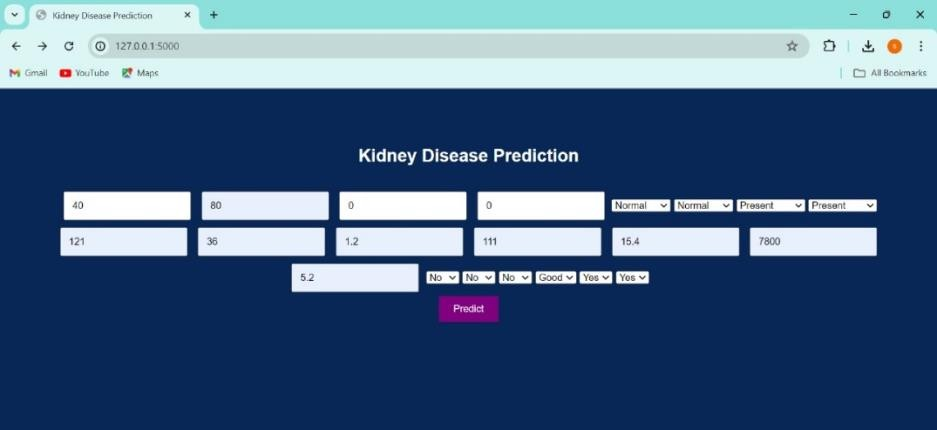 Kidney Disease Prediction
127.0.0.1:5000
Gmail YouTube Maps All Bookmarks
Kidney Disease Prediction
40 80 0 0 Normal Normal Present Present
121 36 1.2 111 15.4 7800
5.2 No No No Good Yes Yes
Predict